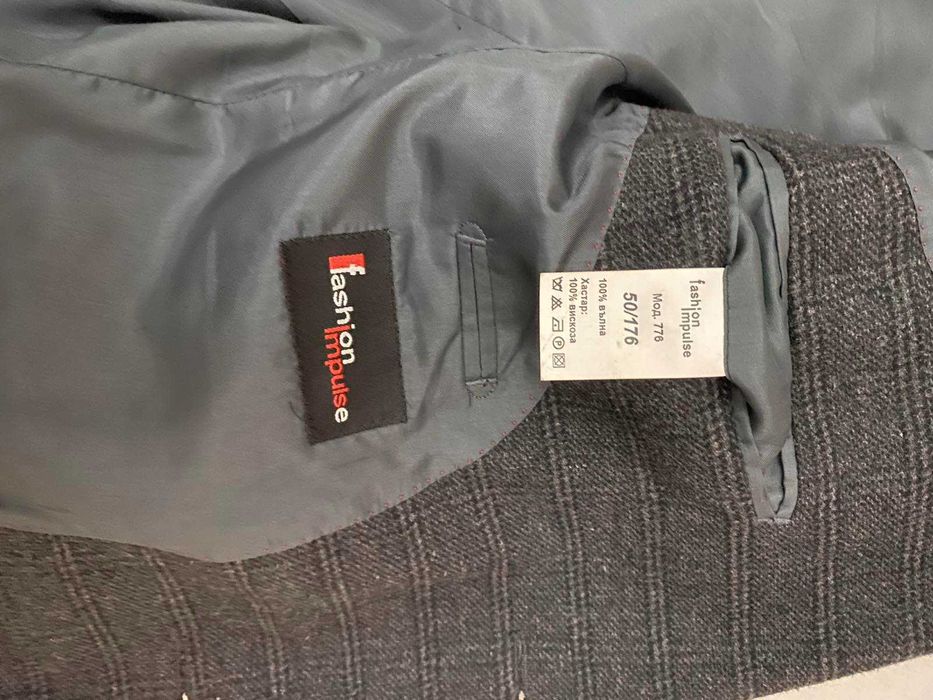 fashion
impulse
fashion
impulse
Мод. 776
50/176
100% вълна
Хастар:
100% вискоза
P